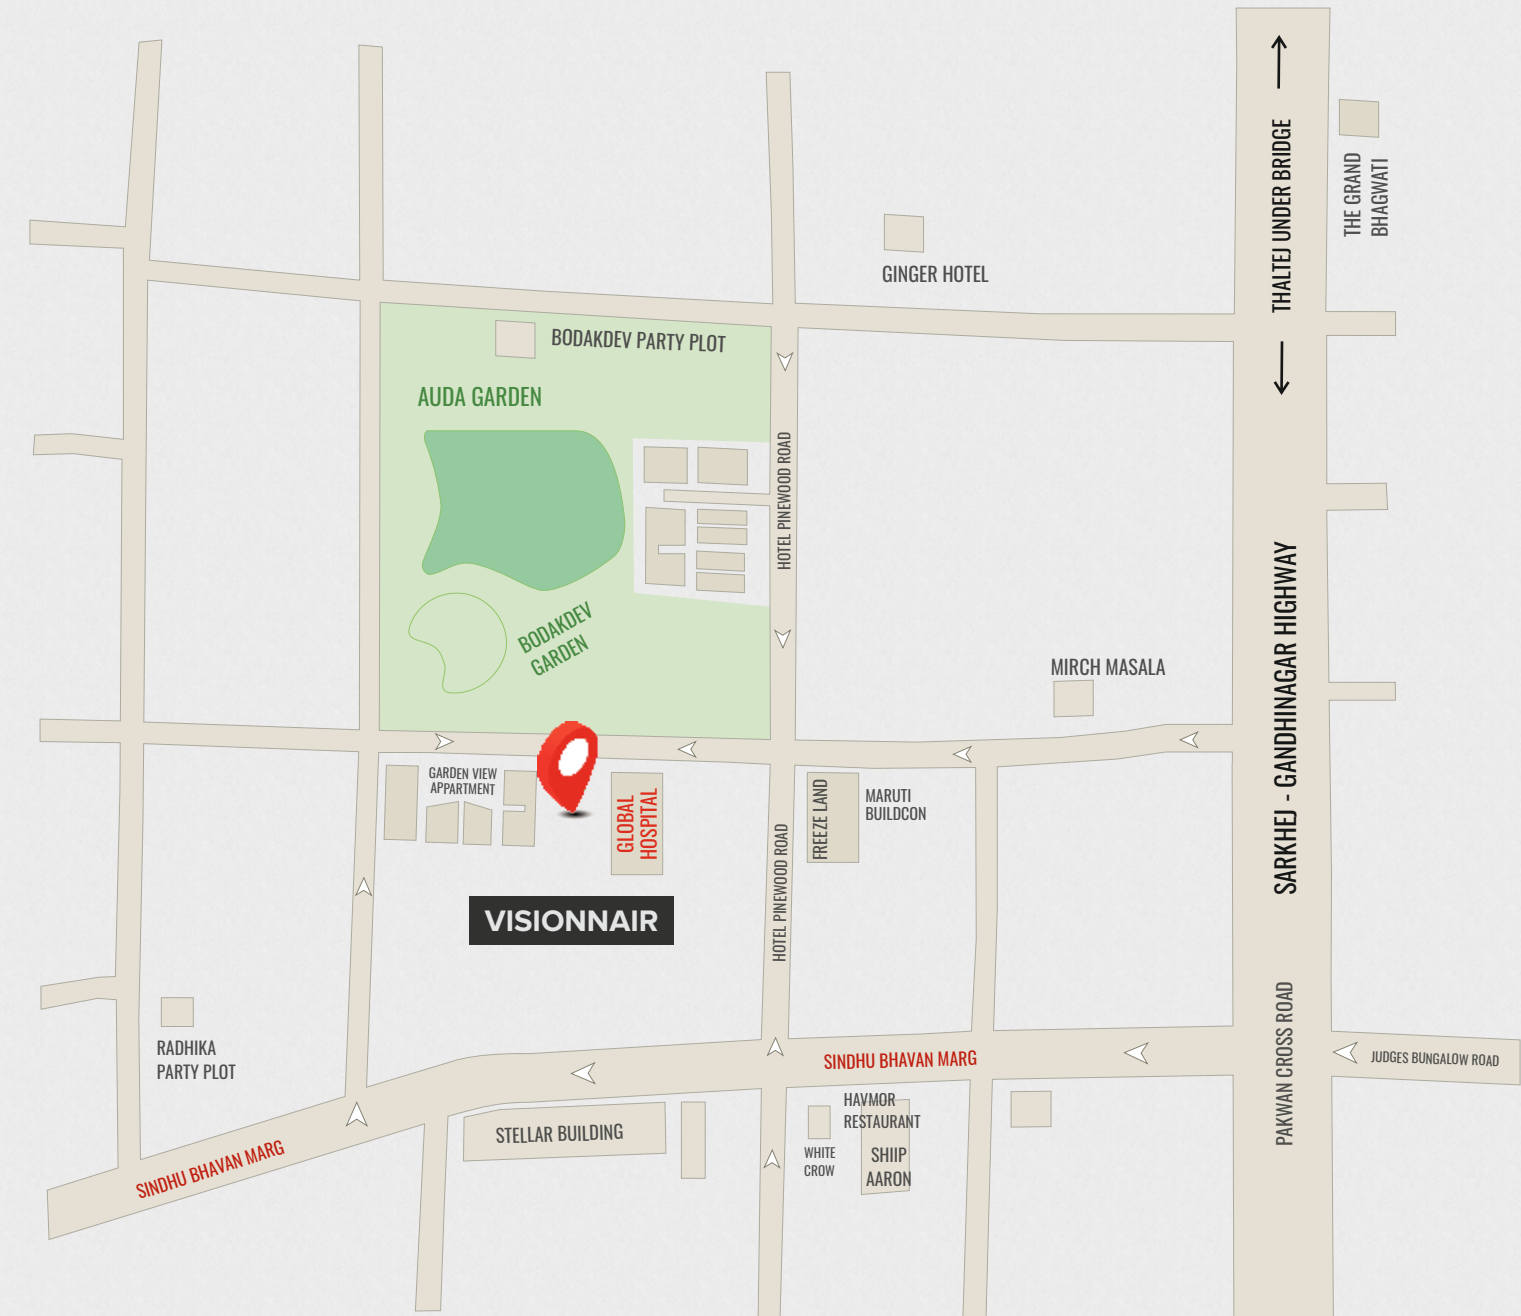 THALTEJ UNDER BRIDGE
THE GRAND
BHAGWATI
GINGER HOTEL
BODAKDEV PARTY PLOT
AUDA GARDEN
HOTEL PINEWOOD ROAD
BODAKDEV
GARDEN
SARKHEJ - GANDHINAGAR HIGHWAY
MIRCH MASALA
GARDEN VIEW
APPARTMENT
GLOBAL
HOSPITAL
FREEZE LAND
MARUTI
BUILDCON
HOTEL PINEWOOD ROAD
VISIONNAIR
PAKWAN CROSS ROAD
RADHIKA
PARTY PLOT
SINDHU BHAVAN MARG
JUDGES BUNGALOW ROAD
HAVMOR
RESTAURANT
STELLAR BUILDING
WHITE
CROW
SHIIP
AARON
SINDHU BHAVAN MARG